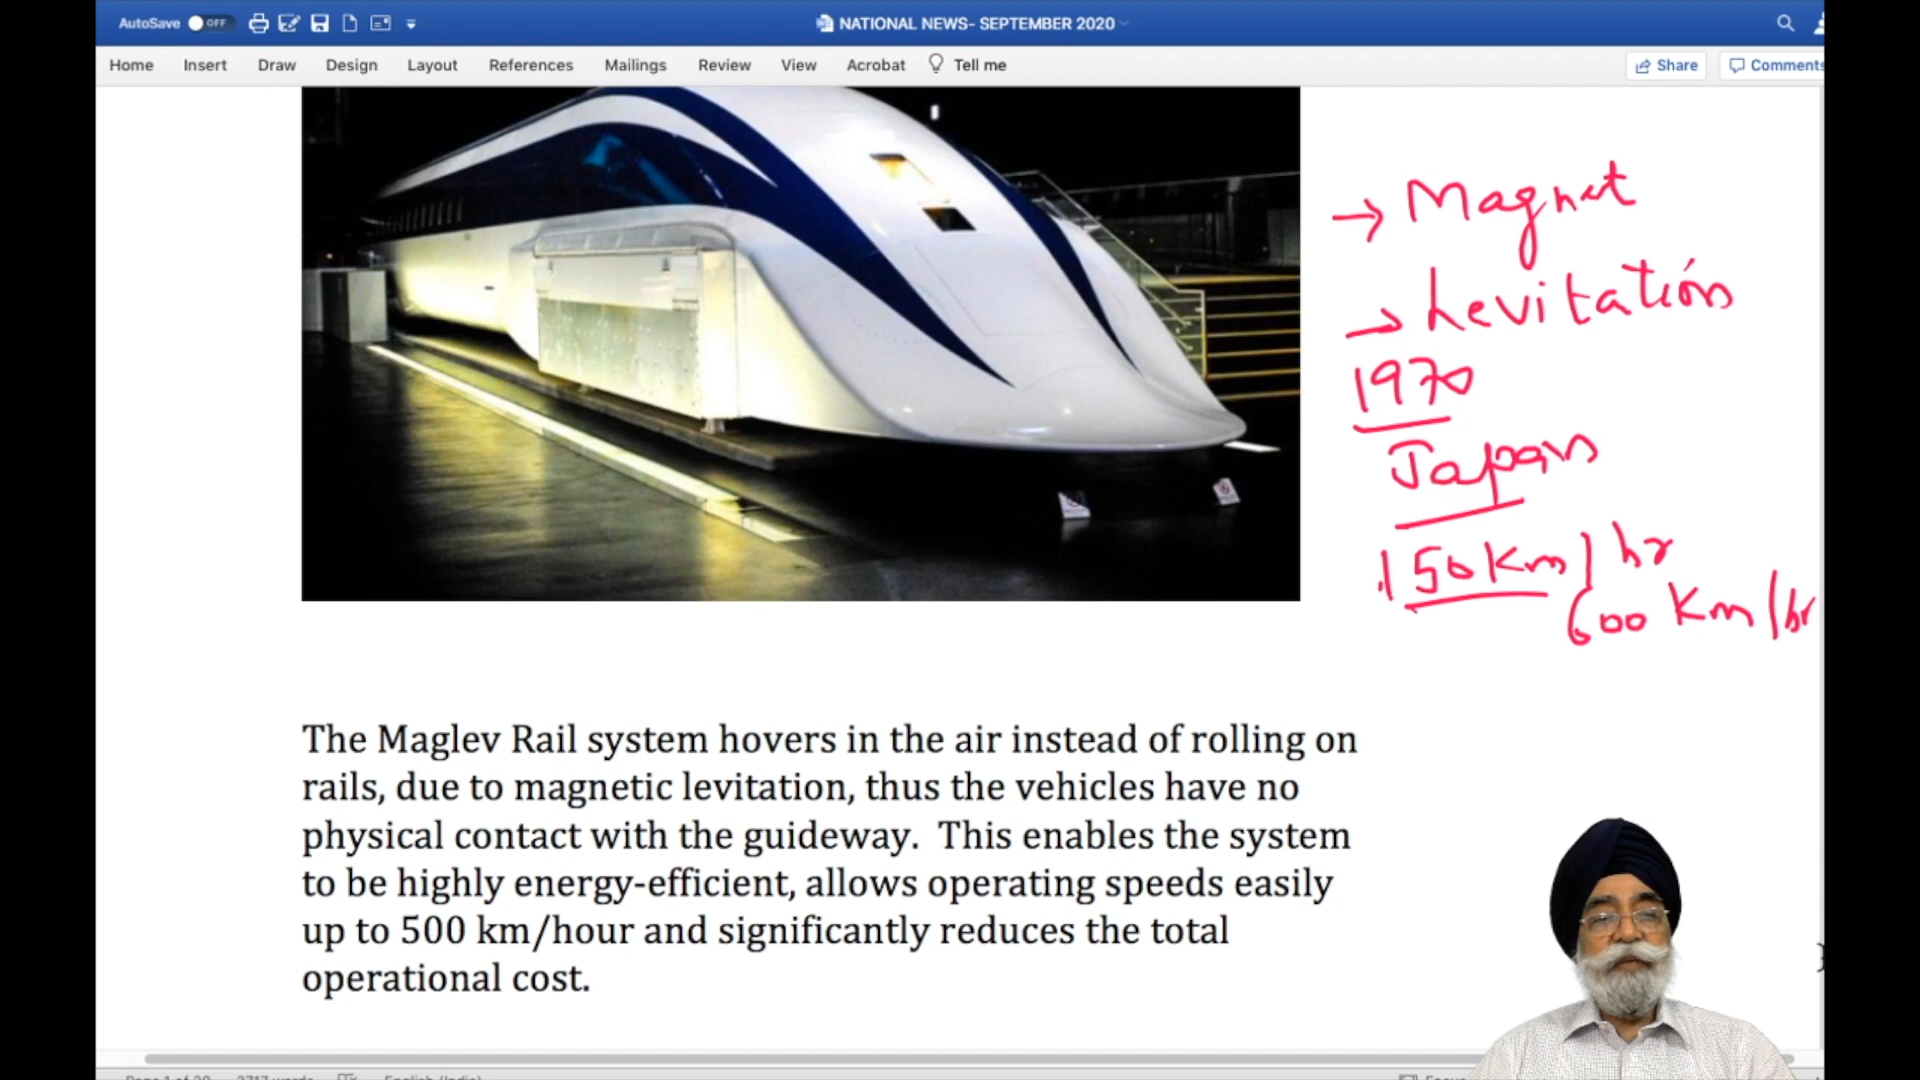 AutoSave OFF NATIONAL NEWS- SEPTEMBER 2020
Home Insert Draw Design Layout References Mailings Review View Acrobat Tell me Share Comments
→ Magnet
→ Levitation
1970
Japan
150 Km/hr
600 Km/hr
The Maglev Rail system hovers in the air instead of rolling on
rails, due to magnetic levitation, thus the vehicles have no
physical contact with the guideway. This enables the system
to be highly energy-efficient, allows operating speeds easily
up to 500 km/hour and significantly reduces the total
operational cost.
English (India)